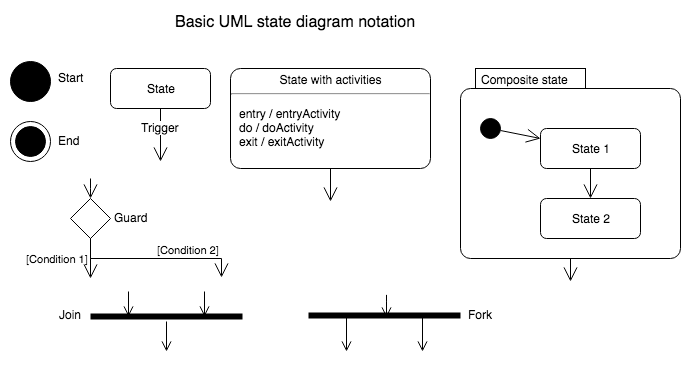 Basic UML state diagram notation
Start
State
Trigger
End
State with activities
entry / entryActivity
do / doActivity
exit / exitActivity
Composite state
State 1
State 2
Guard
[Condition 1]
[Condition 2]
Join
Fork